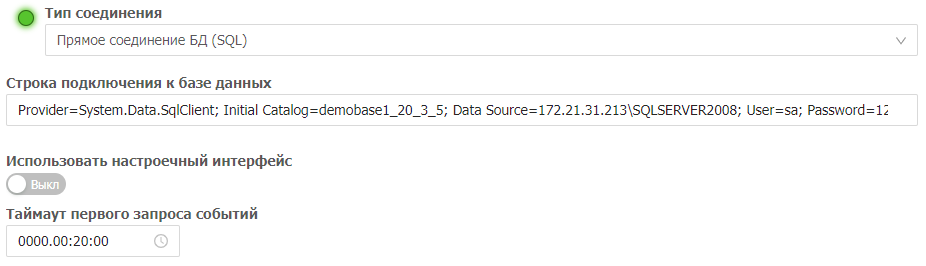 Тип соединения
Прямое соединение БД (SQL)
Строка подключения к базе данных
Provider=System.Data.SqlClient; Initial Catalog=demobase1_20_3_5; Data Source=172.21.31.213\SQLSERVER2008; User=sa; Password=12
Использовать настроечный интерфейс
Выкл
Таймаут первого запроса событий
0000.00:20:00